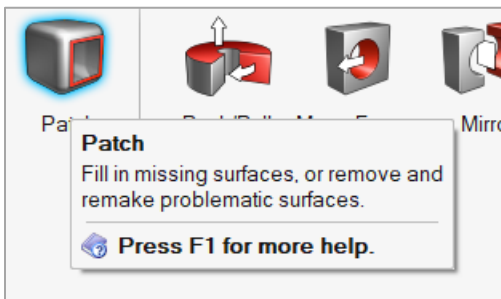 Patch
Fill in missing surfaces, or remove and
remake problematic surfaces.
Press F1 for more help.